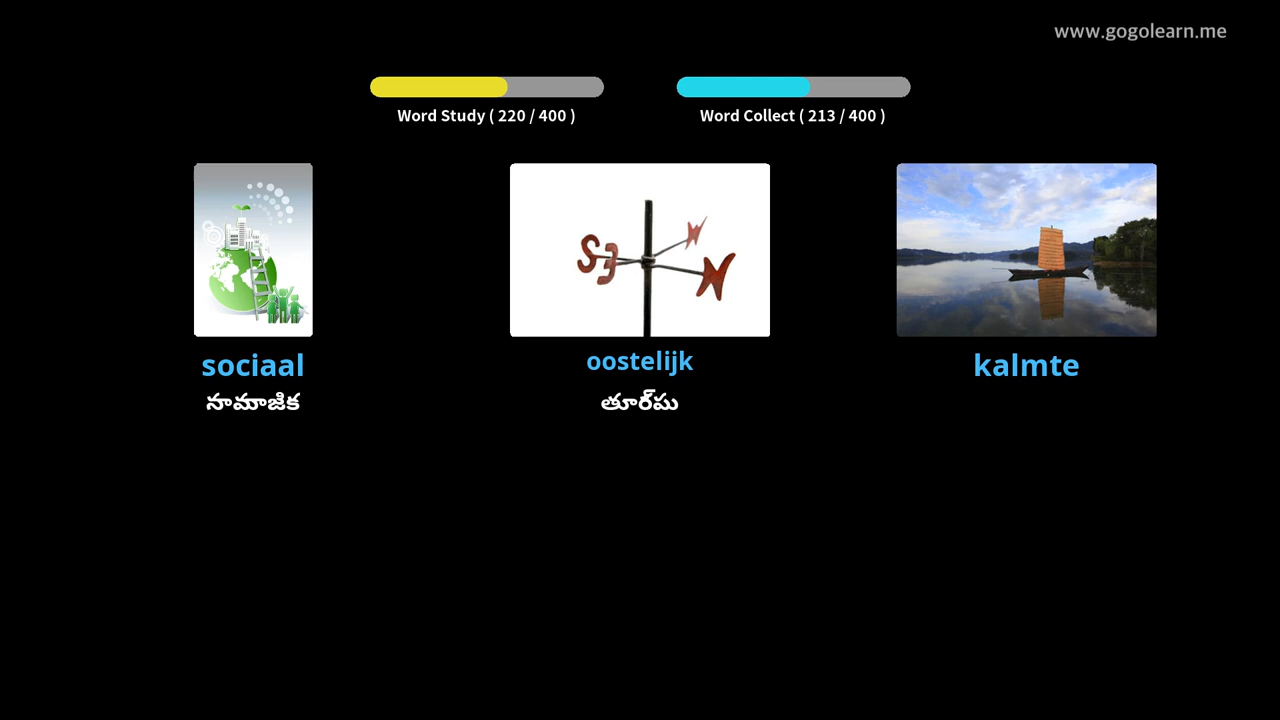 www.gogolearn.me
Word Study ( 220 / 400 )
Word Collect ( 213 / 400 )
sociaal
oostelijk
kalmte
నామాజిక
తూర్పు